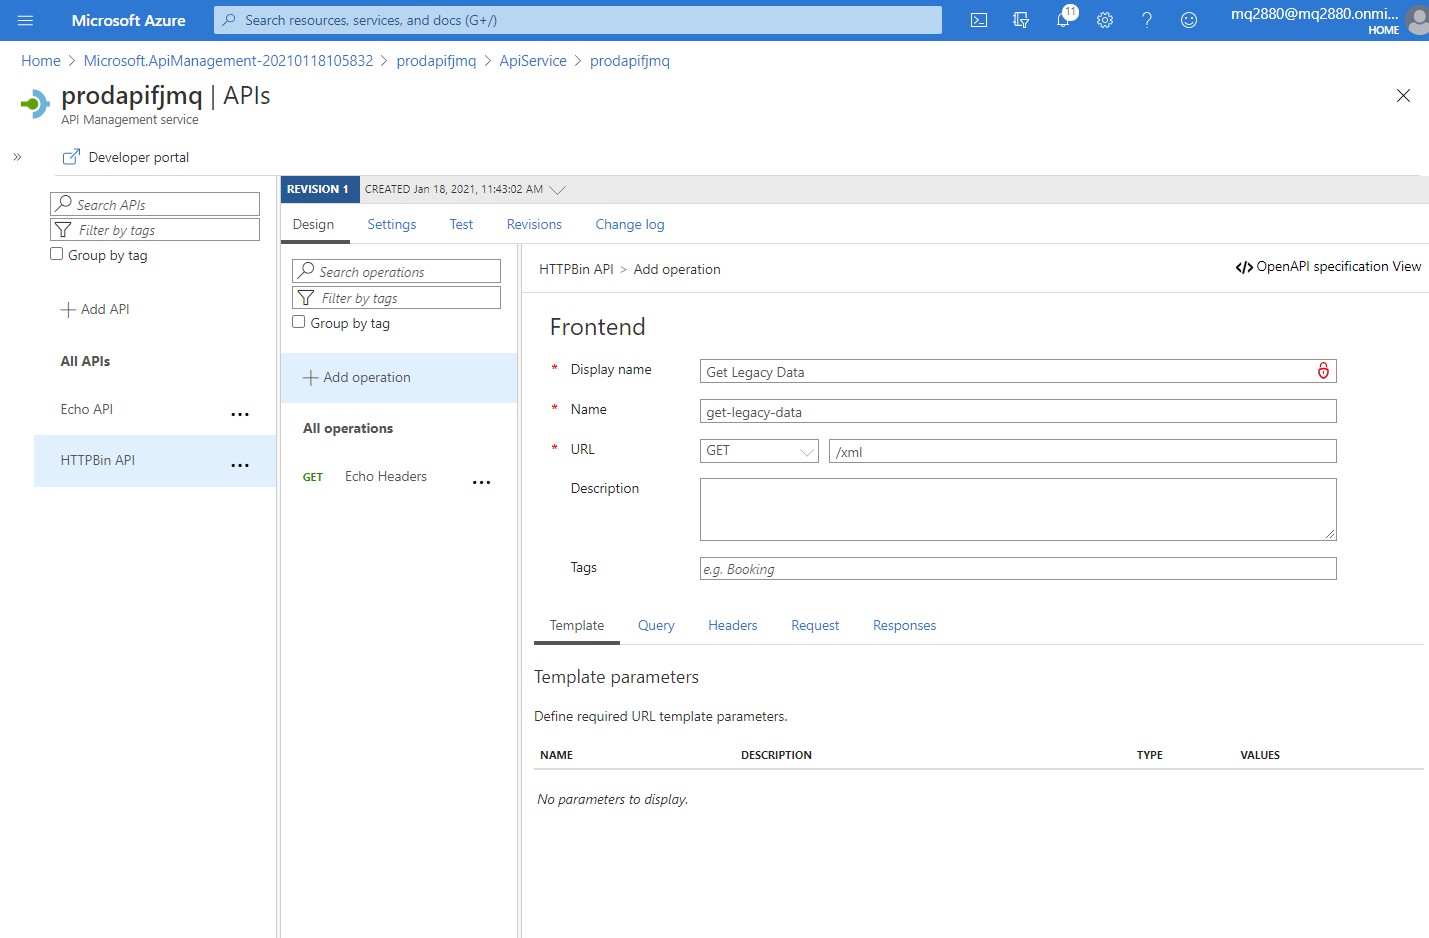 Microsoft Azure
Search resources, services, and docs (G+/)
11
mq2880@mq2880.onmi...
HOME
Home > Microsoft.ApiManagement-20210118105832 > prodapifjmq > ApiService > prodapifjmq
prodapifjmq | APIs
API Management service
» Developer portal
Search APIs
Filter by tags
Group by tag
+ Add API
All APIs
Echo API ...
HTTPBin API ...
REVISION 1 CREATED Jan 18, 2021, 11:43:02 AM
Design Settings Test Revisions Change log
Search operations
Filter by tags
Group by tag
+ Add operation
All operations
GET Echo Headers ...
HTTPBin API > Add operation
</> OpenAPI specification View
Frontend
* Display name Get Legacy Data
* Name get-legacy-data
* URL GET /xml
Description
Tags e.g. Booking
Template Query Headers Request Responses
Template parameters
Define required URL template parameters.
NAME DESCRIPTION TYPE VALUES
No parameters to display.